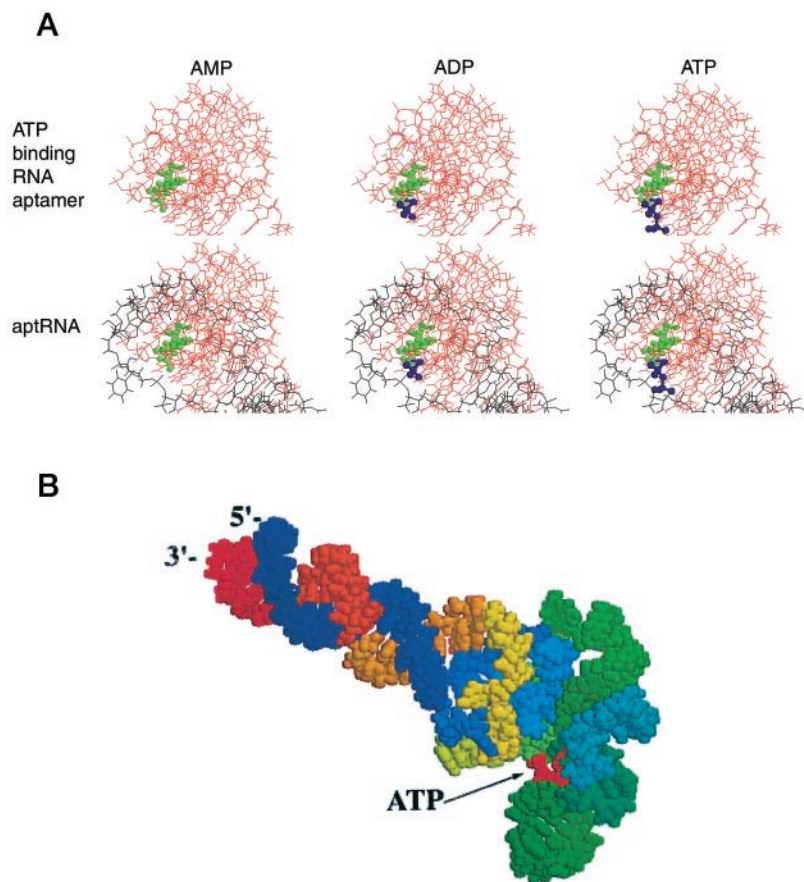 A
AMP
ADP
ATP
ATP
binding
RNA
aptamer
aptRNA
B
5'-
3'-
ATP